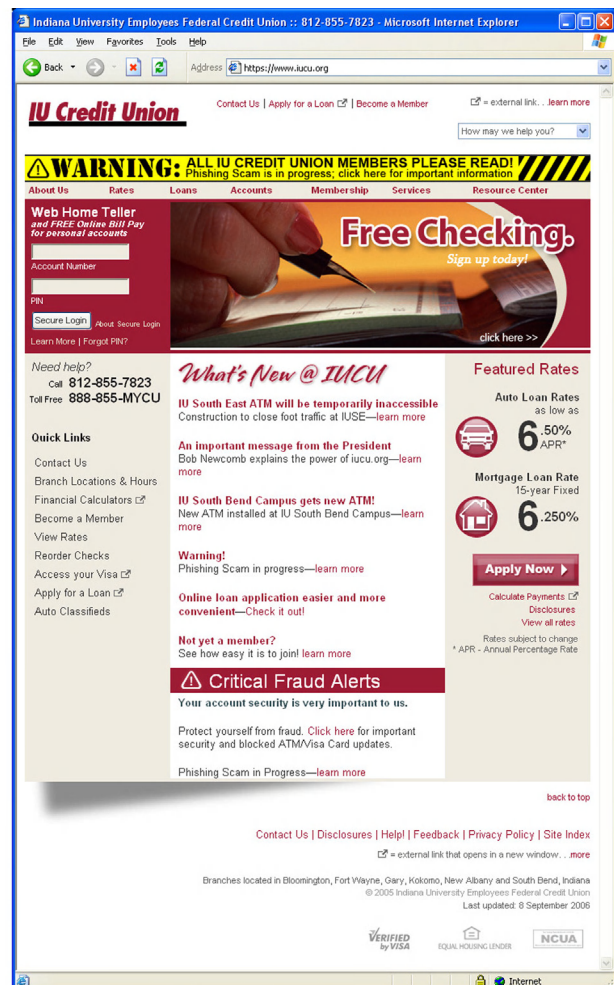 Indiana University Employees Federal Credit Union :: 812-855-7823 - Microsoft Internet Explorer
File Edit View Favorites Tools Help
Back Address https://www.iucu.org
IU Credit Union
Contact Us | Apply for a Loan | Become a Member
= external link. . .learn more
How may we help you?
WARNING: ALL IU CREDIT UNION MEMBERS PLEASE READ!
Phishing Scam is in progress; click here for important information
About Us Rates Loans Accounts Membership Services Resource Center
Web Home Teller
and FREE Online Bill Pay
for personal accounts
Account Number
PIN
Secure Login About Secure Login
Learn More | Forgot PIN?
Free Checking.
Sign up today!
click here >>
Need help?
Call 812-855-7823
Toll Free 888-855-MYCU
Quick Links
Contact Us
Branch Locations & Hours
Financial Calculators
Become a Member
View Rates
Reorder Checks
Access your Visa
Apply for a Loan
Auto Classifieds
What's New @ IUCU
IU South East ATM will be temporarily inaccessible
Construction to close foot traffic at IUSE—learn more
An important message from the President
Bob Newcomb explains the power of iucu.org—learn
more
IU South Bend Campus gets new ATM!
New ATM installed at IU South Bend Campus—learn
more
Warning!
Phishing Scam in progress—learn more
Online loan application easier and more
convenient—Check it out!
Not yet a member?
See how easy it is to join! learn more
Critical Fraud Alerts
Your account security is very important to us.
Protect yourself from fraud. Click here for important
security and blocked ATM/Visa Card updates.
Phishing Scam in Progress—learn more
Featured Rates
Auto Loan Rates
as low as
6.50%
APR*
Mortgage Loan Rate
15-year Fixed
6.250%
Apply Now
Calculate Payments
Disclosures
View all rates
Rates subject to change
* APR - Annual Percentage Rate
back to top
Contact Us | Disclosures | Help! | Feedback | Privacy Policy | Site Index
= external link that opens in a new window. . .more
Branches located in Bloomington, Fort Wayne, Gary, Kokomo, New Albany and South Bend, Indiana
© 2005 Indiana University Employees Federal Credit Union
Last updated: 8 September 2006
VERIFIED
by VISA
EQUAL HOUSING LENDER
NCUA
Internet